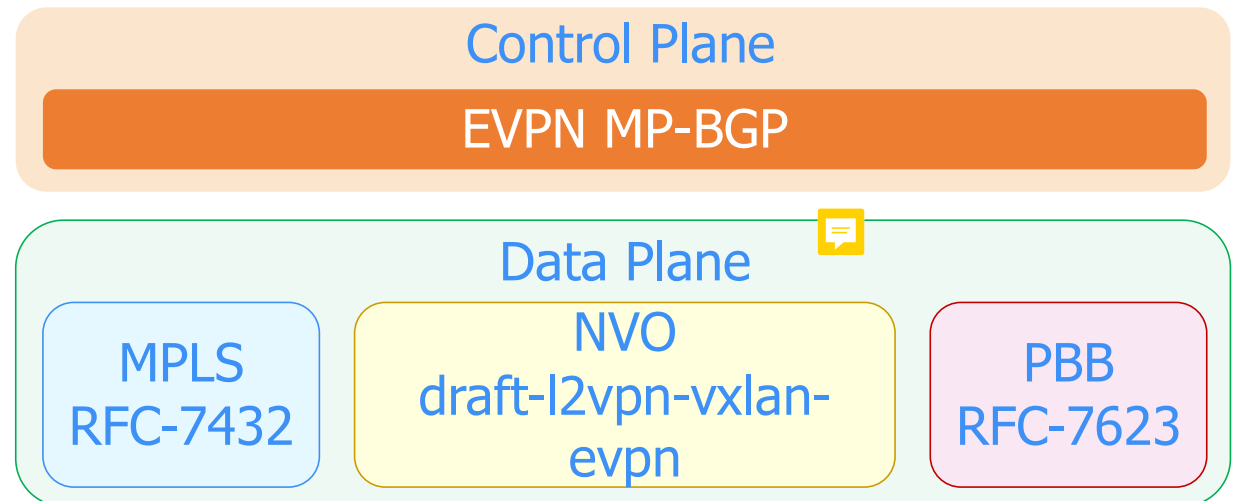 Control Plane
EVPN MP-BGP
Data Plane
MPLS
RFC-7432
NVO
draft-l2vpn-vxlan-
evpn
PBB
RFC-7623